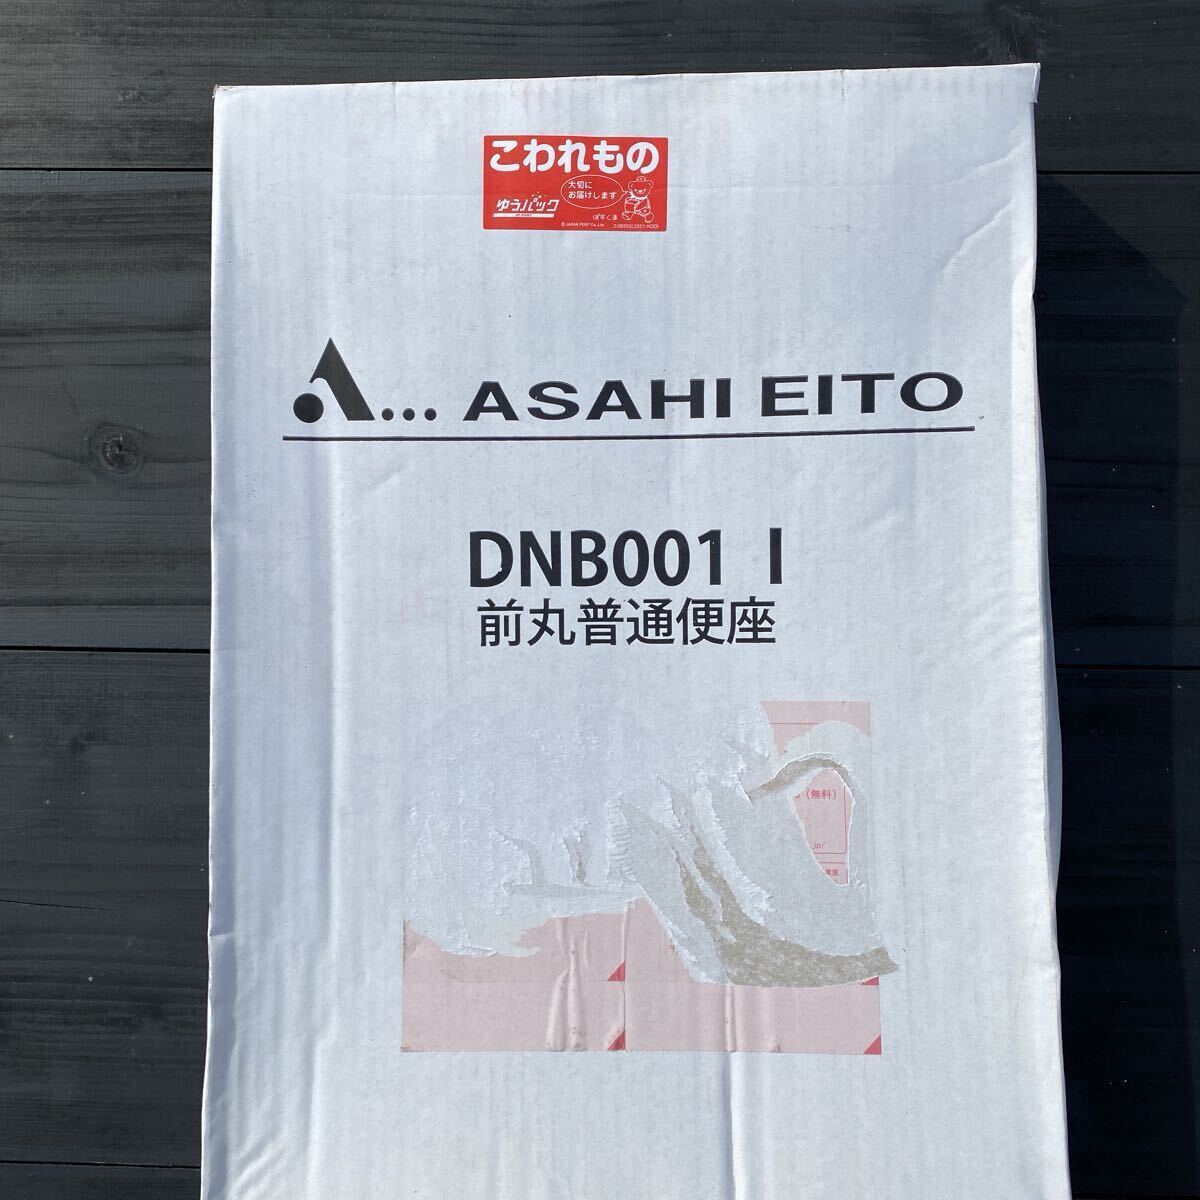 こわれもの
大切に
お届けします
ゆうパック
ぱすくま
© JAPAN POST Co.,Ltd.
A... ASAHI EITO
DNB001 I
前丸普通便座
(無料)
.jp/